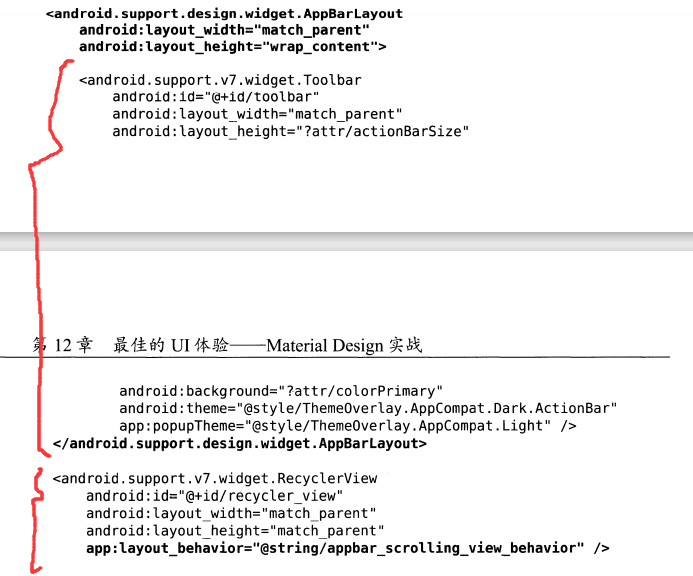 <android.support.design.widget.AppBarLayout
android:layout_width="match_parent"
android:layout_height="wrap_content">
<android.support.v7.widget.Toolbar
android:id="@+id/toolbar"
android:layout_width="match_parent"
android:layout_height="?attr/actionBarSize"
第 12 章 最佳的 UI 体验——Material Design 实战
android:background="?attr/colorPrimary"
android:theme="@style/ThemeOverlay.AppCompat.Dark.ActionBar"
app:popupTheme="@style/ThemeOverlay.AppCompat.Light" />
</android.support.design.widget.AppBarLayout>
<android.support.v7.widget.RecyclerView
android:id="@+id/recycler_view"
android:layout_width="match_parent"
android:layout_height="match_parent"
app:layout_behavior="@string/appbar_scrolling_view_behavior" />